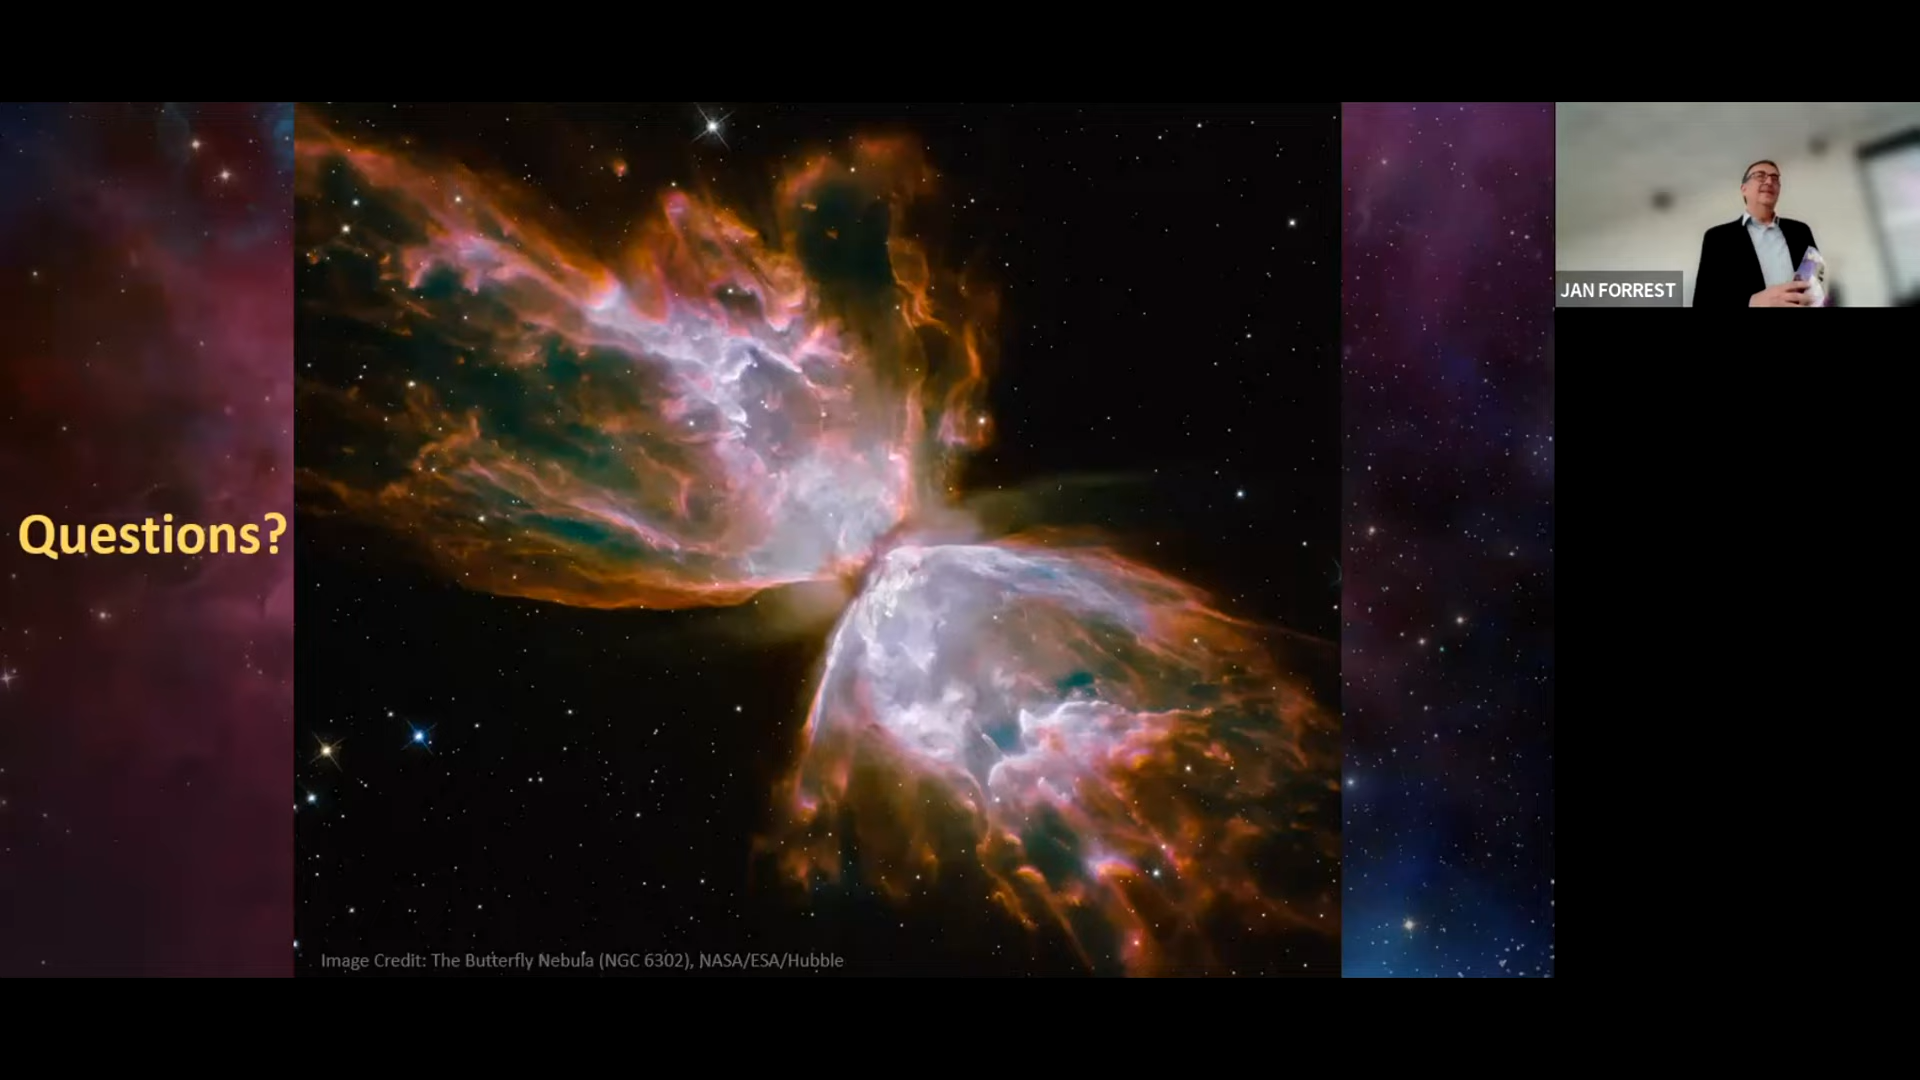 Questions?
JAN FORREST
Image Credit: The Butterfly Nebula (NGC 6302), NASA/ESA/Hubble